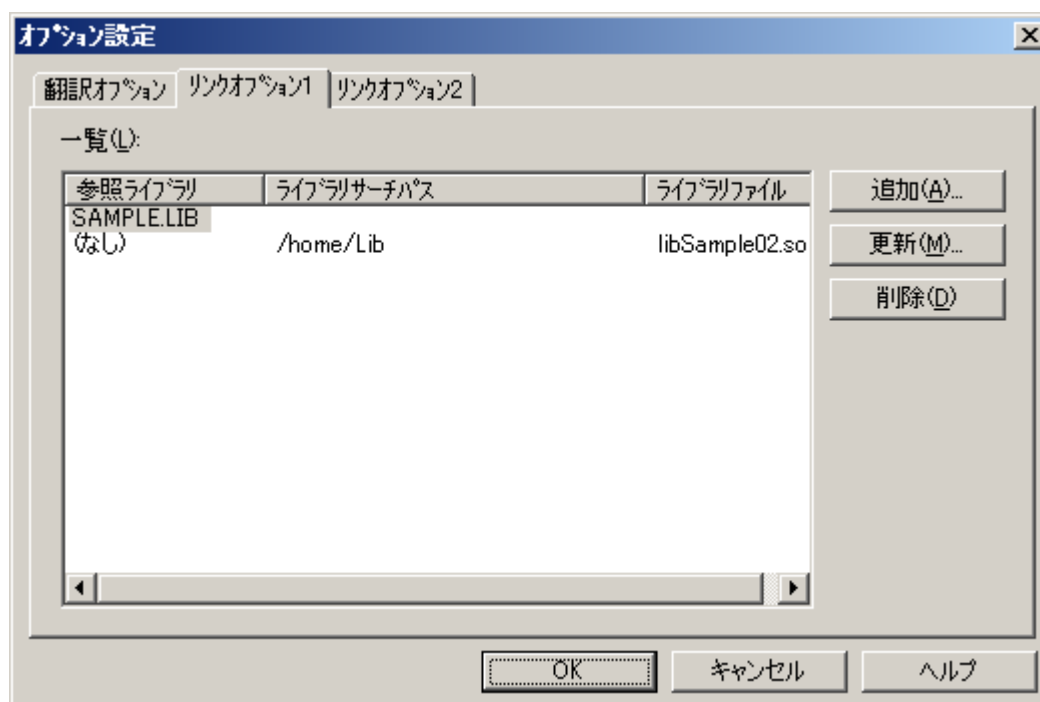 ｵﾌﾟｼｮﾝ設定
翻訳ｵﾌﾟｼｮﾝ ﾘﾝｸｵﾌﾟｼｮﾝ1 ﾘﾝｸｵﾌﾟｼｮﾝ2
一覧(L):
参照ﾗｲﾌﾞﾗﾘ ﾗｲﾌﾞﾗﾘｻｰﾁﾊﾟｽ ﾗｲﾌﾞﾗﾘﾌｧｲﾙ
SAMPLE.LIB
(なし) /home/Lib libSample02.so
追加(A)...
更新(M)...
削除(D)
OK キャンセル ヘルプ